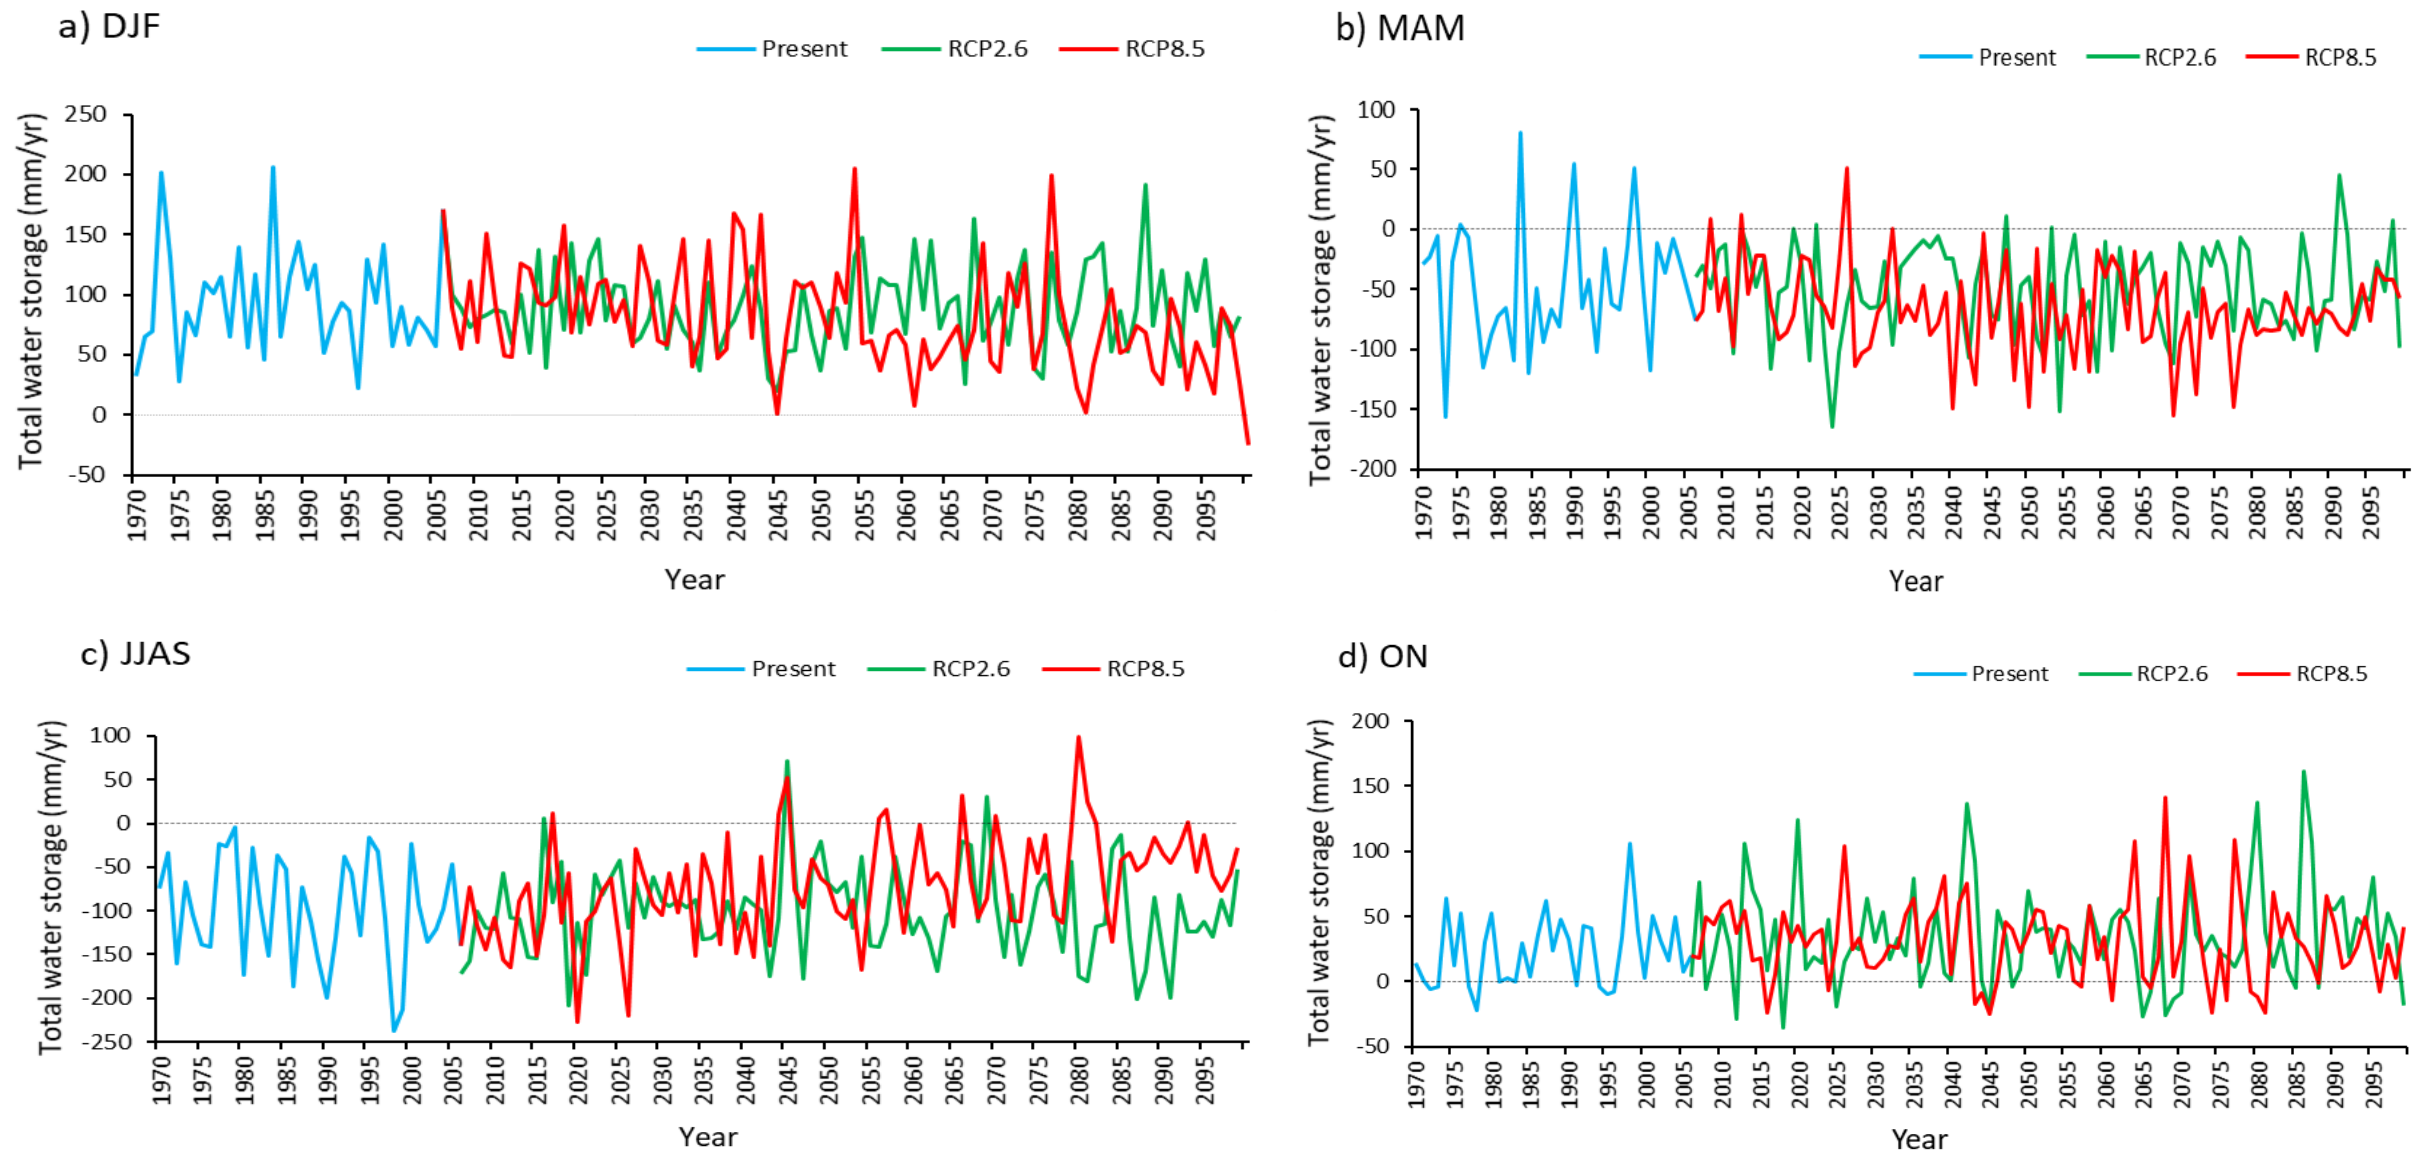 a) DJF
Present RCP2.6 RCP8.5
Total water storage (mm/yr)
250
200
150
100
50
0
-50
1970 1975 1980 1985 1990 1995 2000 2005 2010 2015 2020 2025 2030 2035 2040 2045 2050 2055 2060 2065 2070 2075 2080 2085 2090 2095
Year
b) MAM
Present RCP2.6 RCP8.5
Total water storage (mm/yr)
100
50
0
-50
-100
-150
-200
1970 1975 1980 1985 1990 1995 2000 2005 2010 2015 2020 2025 2030 2035 2040 2045 2050 2055 2060 2065 2070 2075 2080 2085 2090 2095
Year
c) JJAS
Present RCP2.6 RCP8.5
Total water storage (mm/yr)
100
50
0
-50
-100
-150
-200
-250
1970 1975 1980 1985 1990 1995 2000 2005 2010 2015 2020 2025 2030 2035 2040 2045 2050 2055 2060 2065 2070 2075 2080 2085 2090 2095
Year
d) ON
Present RCP2.6 RCP8.5
Total water storage (mm/yr)
200
150
100
50
0
-50
1970 1975 1980 1985 1990 1995 2000 2005 2010 2015 2020 2025 2030 2035 2040 2045 2050 2055 2060 2065 2070 2075 2080 2085 2090 2095
Year